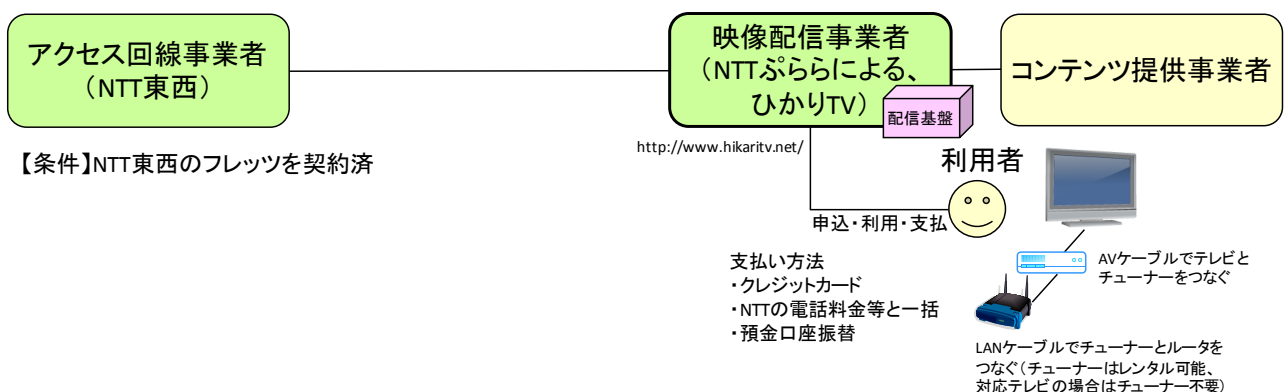 アクセス回線事業者
(NTT東西)
映像配信事業者
(NTTぷららによる、
ひかりTV)
配信基盤
コンテンツ提供事業者
http://www.hikaritv.net/
【条件】NTT東西のフレッツを契約済
利用者
申込・利用・支払
支払い方法
・クレジットカード
・NTTの電話料金等と一括
・預金口座振替
AVケーブルでテレビと
チューナーをつなぐ
LANケーブルでチューナーとルータを
つなぐ(チューナーはレンタル可能、
対応テレビの場合はチューナー不要)